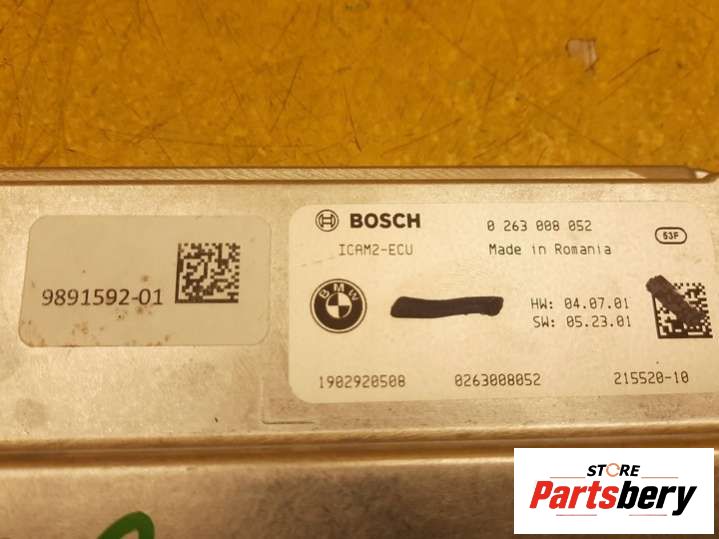 9891592-01
BOSCH
0 263 008 052
ICAM2-ECU
Made in Romania
53F
BMW
HW: 04.07.01
SW: 05.23.01
1902920508
0263008052
215520-10
STORE
Partsbery